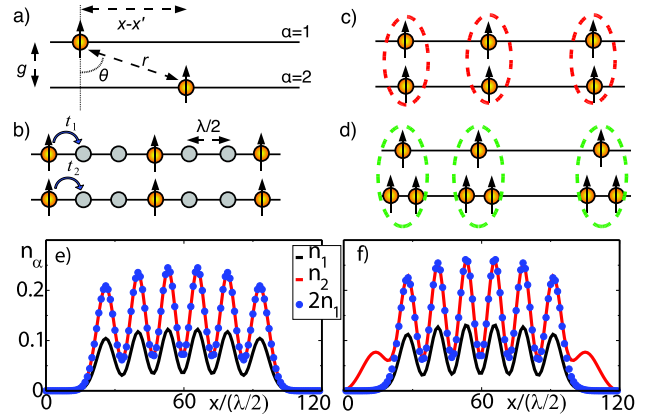 a)
x-x'
α=1
g
θ
r
α=2
b)
t₁
λ/2
t₂
c)
d)
nα
e)
0.2
0.1
0
0
60
120
x/(λ/2)
n₁
n₂
2n₁
f)
0
60
120
x/(λ/2)